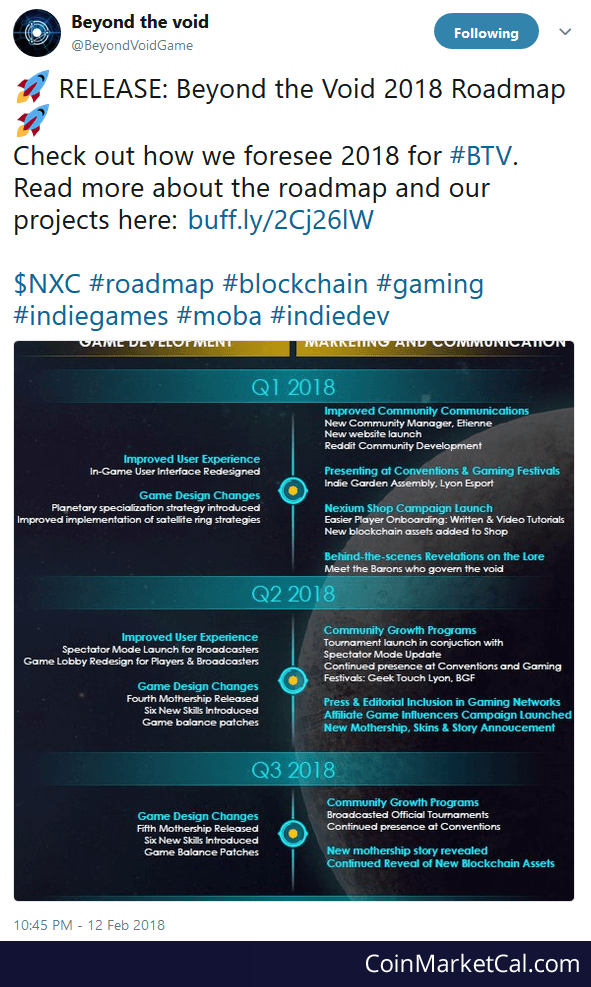 Beyond the void
@BeyondVoidGame
Following
🚀 RELEASE: Beyond the Void 2018 Roadmap
🚀
Check out how we foresee 2018 for #BTV.
Read more about the roadmap and our
projects here: buff.ly/2Cj26lW
$NXC #roadmap #blockchain #gaming
#indiegames #moba #indiedev
GAME DEVELOPMENT
MARKETING AND COMMUNICATION
Q1 2018
Improved User Experience
In-Game User Interface Redesigned
Game Design Changes
Planetary specialization strategy introduced
Improved implementation of satellite ring strategies
Improved Community Communications
New Community Manager, Etienne
New website launch
Reddit Community Development
Presenting at Conventions & Gaming Festivals
Indie Garden Assembly, Lyon Esport
Nexium Shop Campaign Launch
Easier Player Onboarding: Written & Video Tutorials
New blockchain assets added to Shop
Behind-the-scenes Revelations on the Lore
Meet the Barons who govern the void
Q2 2018
Improved User Experience
Spectator Mode Launch for Broadcasters
Game Lobby Redesign for Players & Broadcasters
Game Design Changes
Fourth Mothership Released
Six New Skills Introduced
Game balance patches
Community Growth Programs
Tournament launch in conjuction with
Spectator Mode Update
Continued presence at Conventions and Gaming
Festivals: Geek Touch Lyon, BGF
Press & Editorial Inclusion in Gaming Networks
Affiliate Game Influencers Campaign Launched
New Mothership, Skins & Story Annoucement
Q3 2018
Game Design Changes
Fifth Mothership Released
Six New Skills Introduced
Game Balance Patches
Community Growth Programs
Broadcasted Official Tournaments
Continued presence at Conventions
New mothership story revealed
Continued Reveal of New Blockchain Assets
10:45 PM - 12 Feb 2018
CoinMarketCal.com